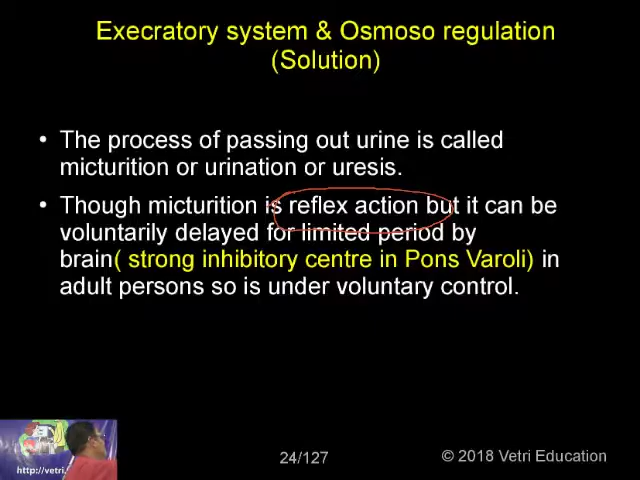 Execratory system & Osmoso regulation
(Solution)
• The process of passing out urine is called
micturition or urination or uresis.
• Though micturition is reflex action but it can be
voluntarily delayed for limited period by
brain( strong inhibitory centre in Pons Varoli) in
adult persons so is under voluntary control.
http://vetri.
24/127
© 2018 Vetri Education